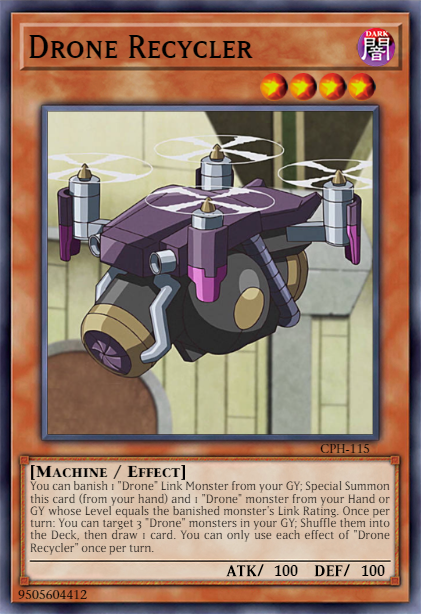 Drone Recycler
DARK
闇
CPH-115
[Machine / Effect]
You can banish 1 "Drone" Link Monster from your GY; Special Summon
this card (from your hand) and 1 "Drone" monster from your Hand or
GY whose Level equals the banished monster's Link Rating. Once per
turn: You can target 3 "Drone" monsters in your GY; Shuffle them into
the Deck, then draw 1 card. You can only use each effect of "Drone
Recycler" once per turn.
ATK/ 100 DEF/ 100
9505604412